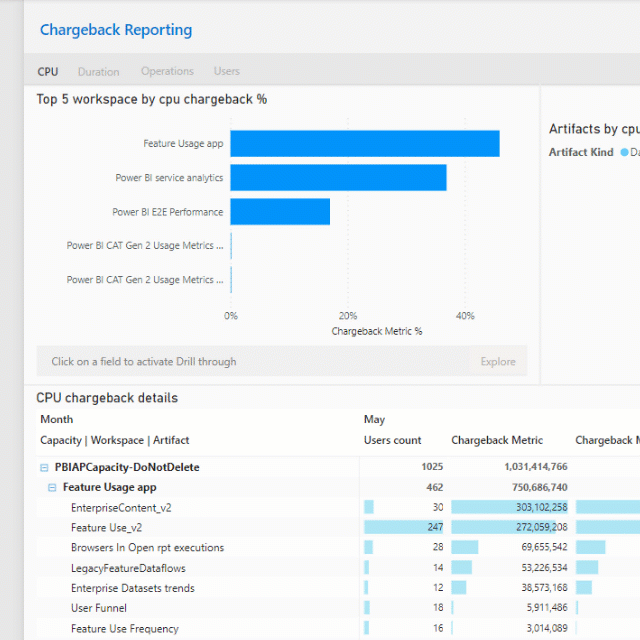 Chargeback Reporting
CPU Duration Operations Users
Top 5 workspace by cpu chargeback %
Feature Usage app
Power BI service analytics
Power BI E2E Performance
Power BI CAT Gen 2 Usage Metrics ...
Power BI CAT Gen 2 Usage Metrics ...
0% 20% 40%
Chargeback Metric %
Click on a field to activate Drill through Explore
Artifacts by cpu
Artifact Kind Da
CPU chargeback details
Month May
Capacity | Workspace | Artifact Users count Chargeback Metric Chargeback M
PBIAPCapacity-DoNotDelete 1025 1,031,414,766
Feature Usage app 462 750,686,740
EnterpriseContent_v2 30 303,102,258
Feature Use_v2 247 272,059,208
Browsers In Open rpt executions 28 69,655,542
LegacyFeatureDataflows 14 53,226,534
Enterprise Datasets trends 12 38,573,168
User Funnel 18 5,911,486
Feature Use Frequency 16 3,014,089